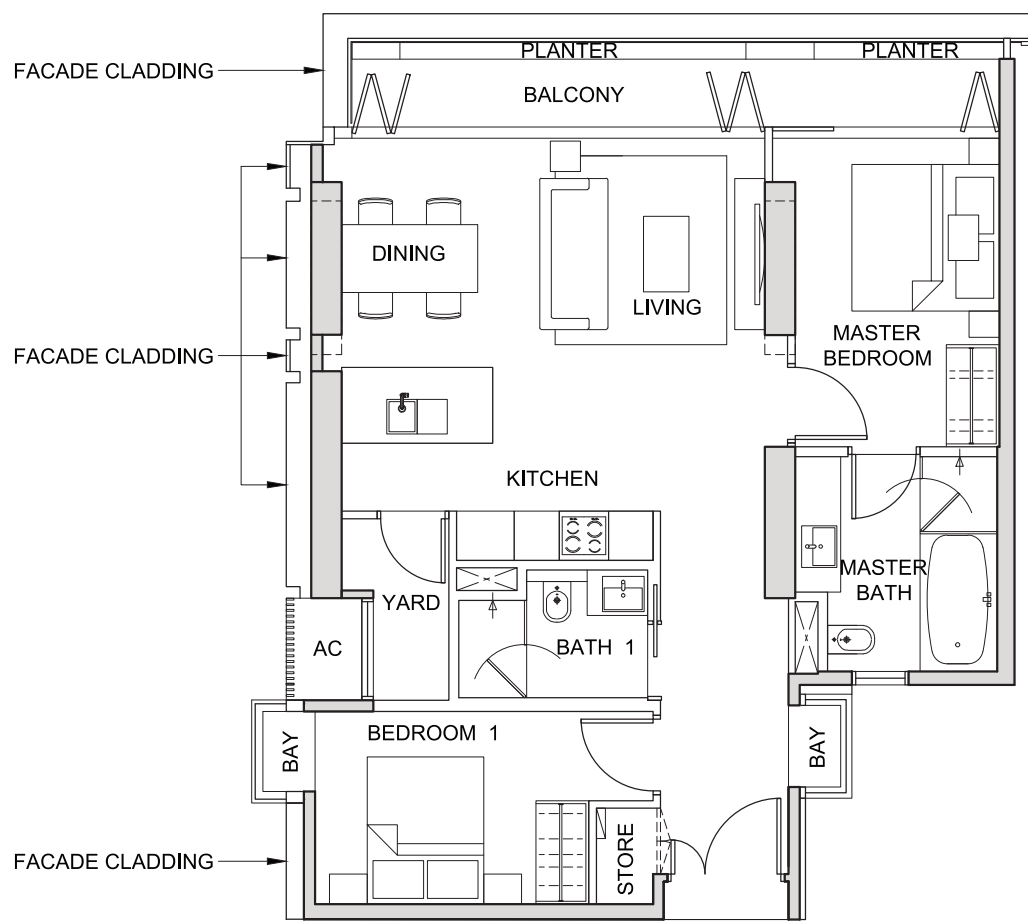 PLANTER
PLANTER
FACADE CLADDING
BALCONY
DINING
LIVING
MASTER
BEDROOM
FACADE CLADDING
KITCHEN
MASTER
BATH
YARD
AC
BATH 1
BEDROOM 1
BAY
BAY
STORE
FACADE CLADDING